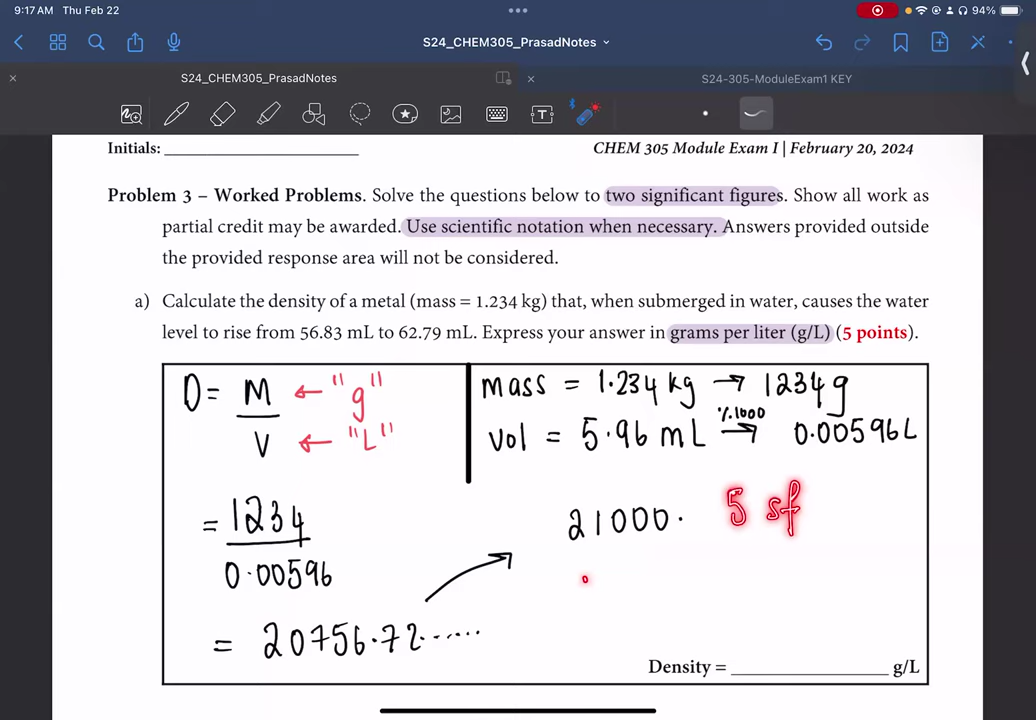 9:17 AM Thu Feb 22
94%
S24_CHEM305_PrasadNotes
S24_CHEM305_PrasadNotes
S24-305-ModuleExam1 KEY
Initials: ____________________
CHEM 305 Module Exam I | February 20, 2024
Problem 3 – Worked Problems. Solve the questions below to two significant figures. Show all work as
partial credit may be awarded. Use scientific notation when necessary. Answers provided outside
the provided response area will not be considered.
a) Calculate the density of a metal (mass = 1.234 kg) that, when submerged in water, causes the water
level to rise from 56.83 mL to 62.79 mL. Express your answer in grams per liter (g/L) (5 points).
D = M ← "g"
V ← "L"
mass = 1.234 kg → 1234g
%1000
vol = 5.96 mL → 0.00596L
= 1234
0.00596
21000. 5 sf
= 20756.72......
Density = ________________ g/L